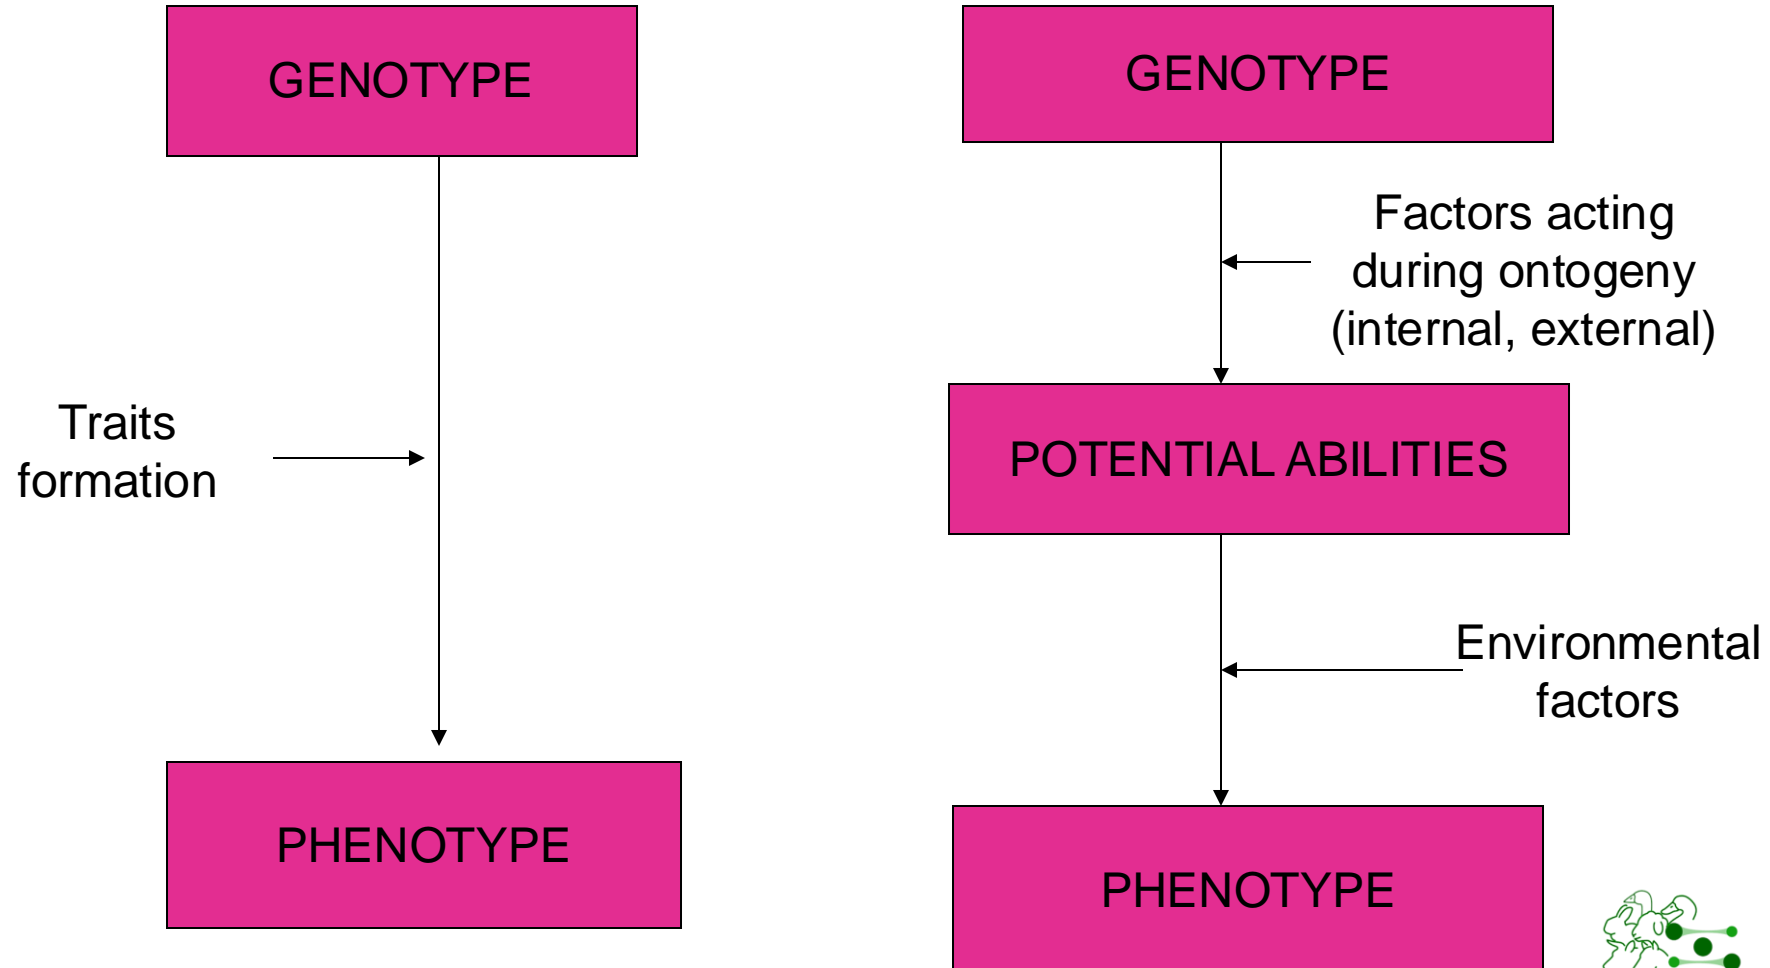 GENOTYPE
Traits
formation
PHENOTYPE
GENOTYPE
Factors acting
during ontogeny
(internal, external)
POTENTIAL ABILITIES
Environmental
factors
PHENOTYPE